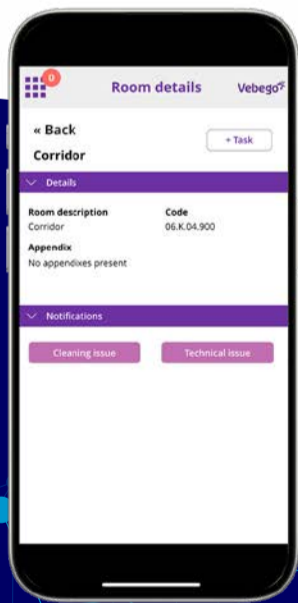 0
Room details
Vebego
« Back
+ Task
Corridor
Details
Room description
Code
Corridor
06.K.04.900
Appendix
No appendixes present
Notifications
Cleaning issue
Technical issue